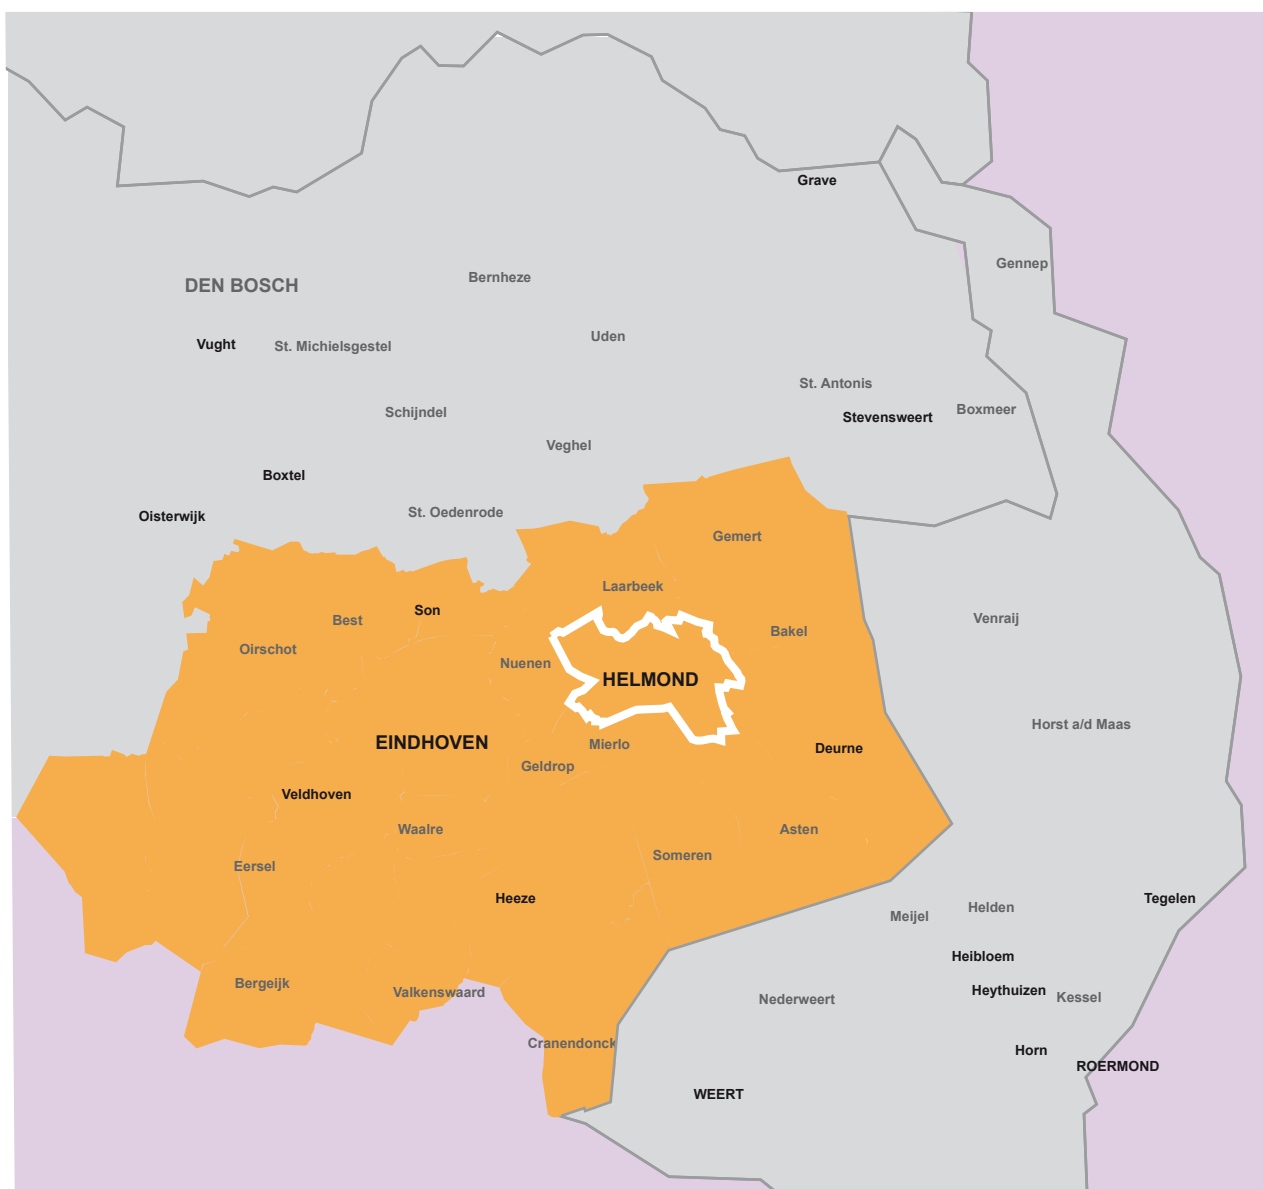 Grave
Gennep
Bernheze
DEN BOSCH
Uden
Vught
St. Michielsgestel
St. Antonis
Boxmeer
Schijndel
Stevensweert
Veghel
Boxtel
St. Oedenrode
Oisterwijk
Gemert
Laarbeek
Son
Best
Venraij
Bakel
Oirschot
Nuenen
HELMOND
Horst a/d Maas
EINDHOVEN
Mierlo
Deurne
Geldrop
Veldhoven
Waalre
Asten
Someren
Eersel
Heeze
Tegelen
Helden
Meijel
Heibloem
Bergeijk
Valkenswaard
Heythuizen
Kessel
Nederweert
Cranendonck
Horn
ROERMOND
WEERT